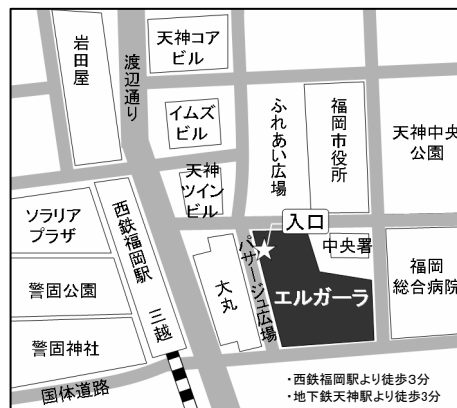 岩田屋
渡辺通り
天神コア
ビル
イムズ
ビル
天神
ツイン
ビル
ふれあい広場
福岡市役所
天神中央
公園
ソラリア
プラザ
西鉄福岡駅
三越
警固公園
警固神社
国体道路
大丸
パサージュ広場
入口
エルガーラ
中央署
福岡
総合病院
・西鉄福岡駅より徒歩3分
・地下鉄天神駅より徒歩3分